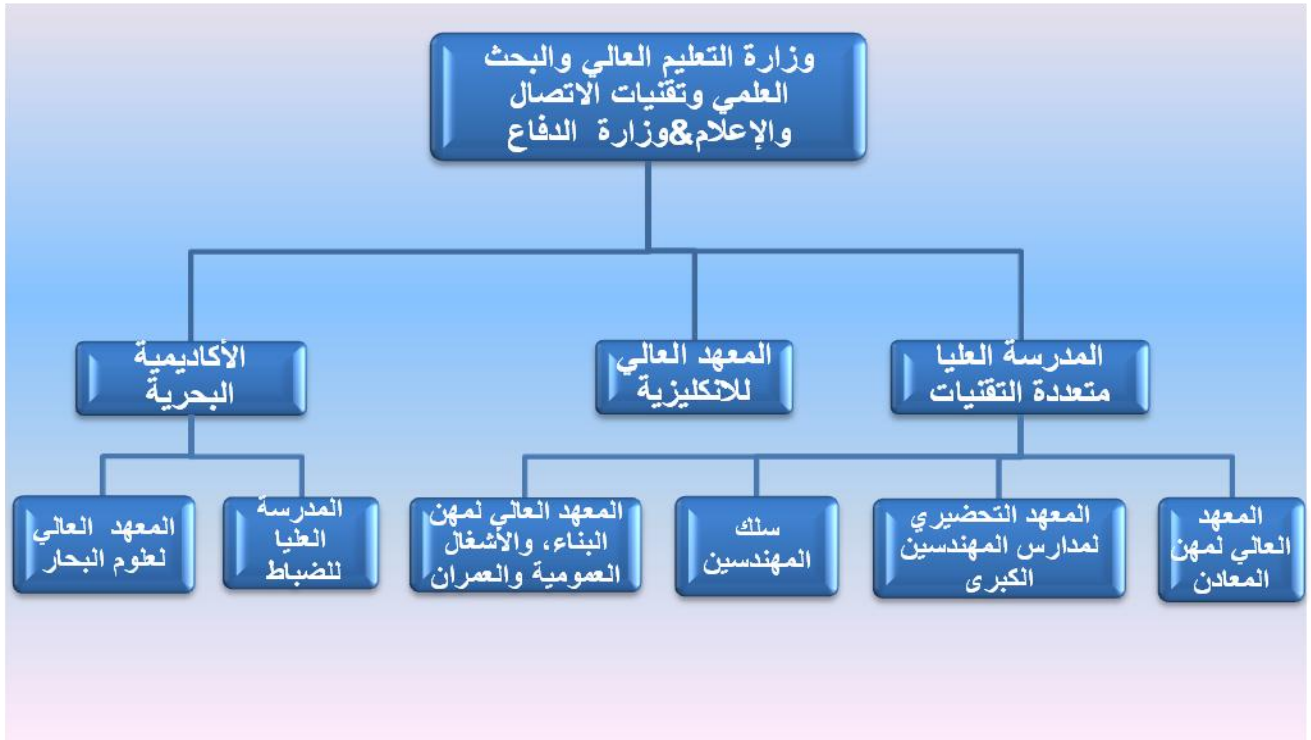 وزارة التعليم العالي والبحث
العلمي وتقنيات الاتصال
والإعلام&وزارة الدفاع
المدرسة العليا
متعددة التقنيات
المعهد العالي
للانكليزية
الأكاديمية
البحرية
المعهد
العالي لمهن
المعادن
المعهد التحضيري
لمدارس المهندسين
الكبرى
سلك
المهندسين
المعهد العالي لمهن
البناء، والأشغال
العمومية والعمران
المدرسة
العليا
للضباط
المعهد العالي
لعلوم البحار